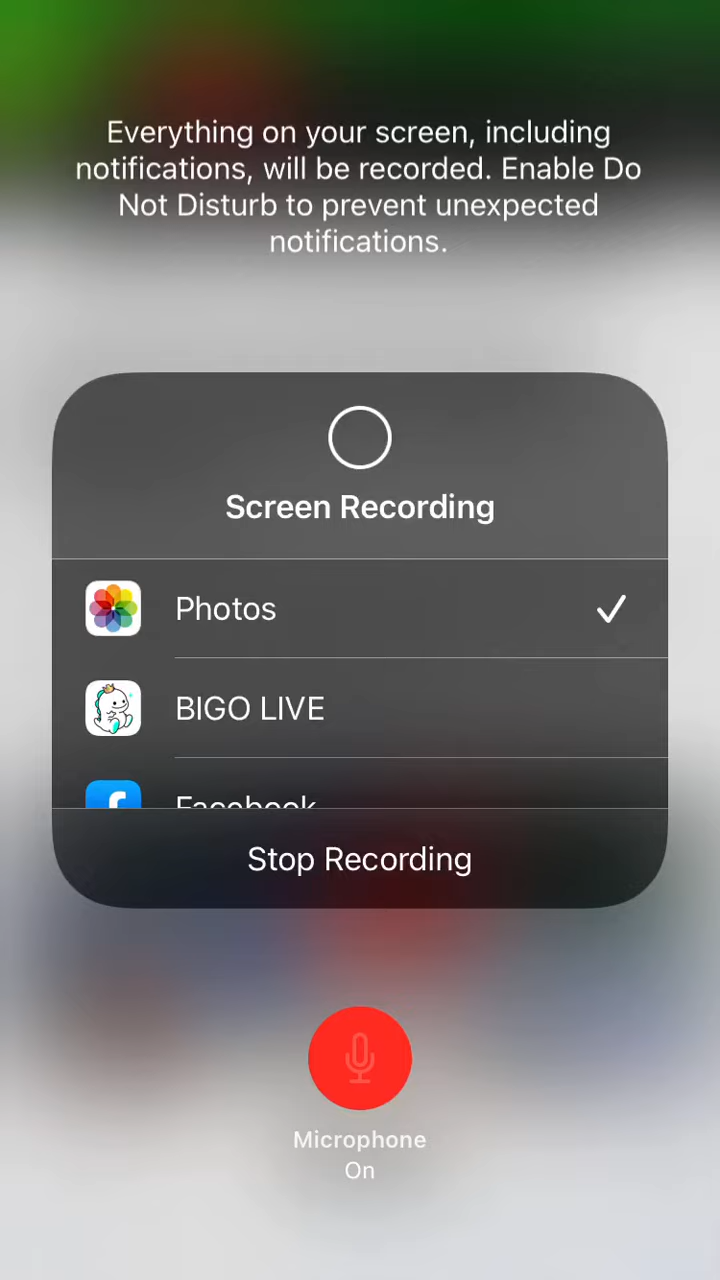 Everything on your screen, including
notifications, will be recorded. Enable Do
Not Disturb to prevent unexpected
notifications.
Screen Recording
Photos
BIGO LIVE
Facebook
Stop Recording
Microphone
On